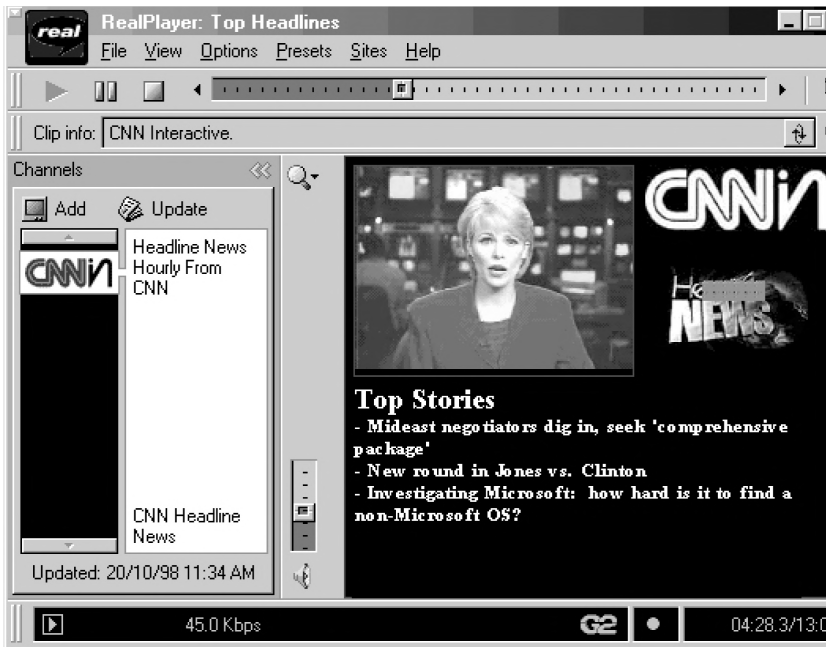 real
RealPlayer: Top Headlines
File View Options Presets Sites Help
Clip info: CNN Interactive.
Channels
Add Update
CNNin
Headline News
Hourly From
CNN
CNN Headline
News
Updated: 20/10/98 11:34 AM
CNNin
NEWS
Top Stories
- Mideast negotiators dig in, seek 'comprehensive
package'
- New round in Jones vs. Clinton
- Investigating Microsoft: how hard is it to find a
non-Microsoft OS?
45.0 Kbps
G2
04:28.3/13:0